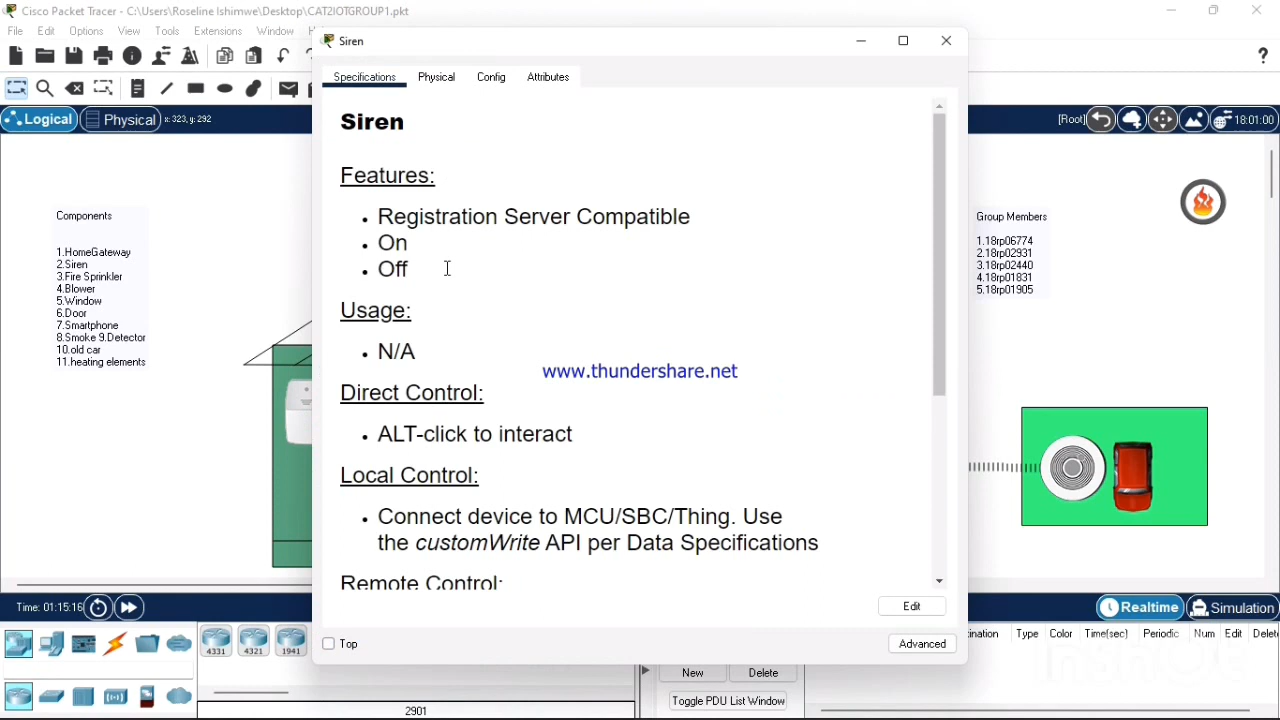 Cisco Packet Tracer - C:\Users\Roseline Ishimwe\Desktop\CAT2IOTGROUP1.pkt
File Edit Options View Tools Extensions Window
Siren
Specifications Physical Config Attributes
Logical Physical x: 323, y: 292
[Root] 18:01:00
Siren
Features:
Registration Server Compatible
On
Off
Usage:
N/A
www.thundershare.net
Direct Control:
ALT-click to interact
Local Control:
Connect device to MCU/SBC/Thing. Use
the customWrite API per Data Specifications
Remote Control:
Edit
Top
Advanced
Components
1.HomeGateway
2.Siren
3.Fire Sprinkler
4.Blower
5.Window
6.Door
7.Smartphone
8.Smoke 9.Detector
10.old car
11.heating elements
Group Members
1.18rp06774
2.18rp02931
3.18rp02440
4.18rp01831
5.18rp01905
Time: 01:15:16
Realtime Simulation
4331 4321 1941
2901
New Delete
Toggle PDU List Window
Type Color Time(sec) Periodic Num Edit